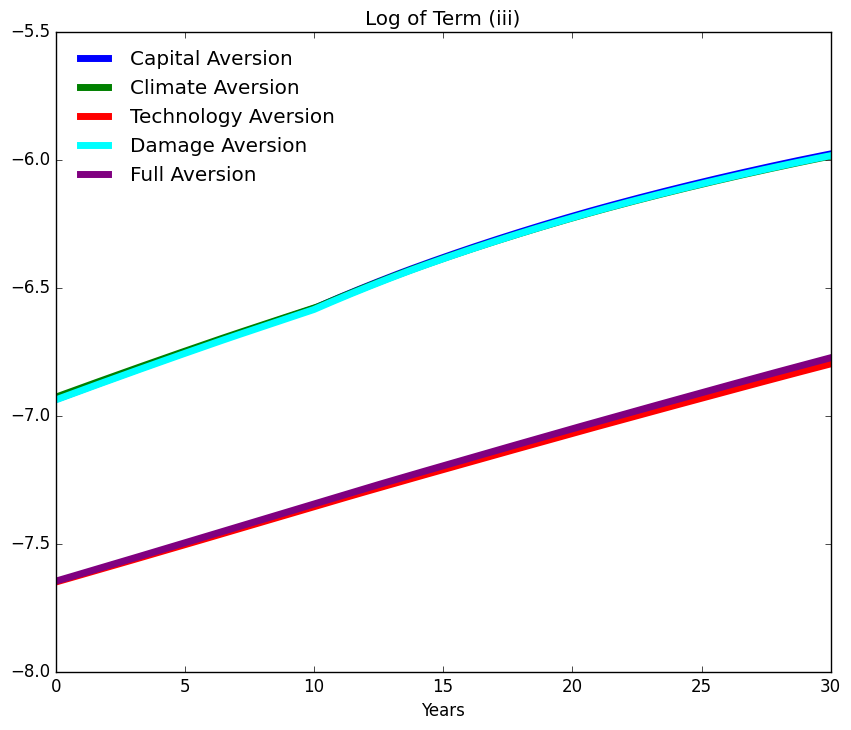 Log of Term (iii)
−5.5
Capital Aversion
Climate Aversion
Technology Aversion
Damage Aversion
Full Aversion
−6.0
−6.5
−7.0
−7.5
−8.0
0 5 10 15 20 25 30
Years